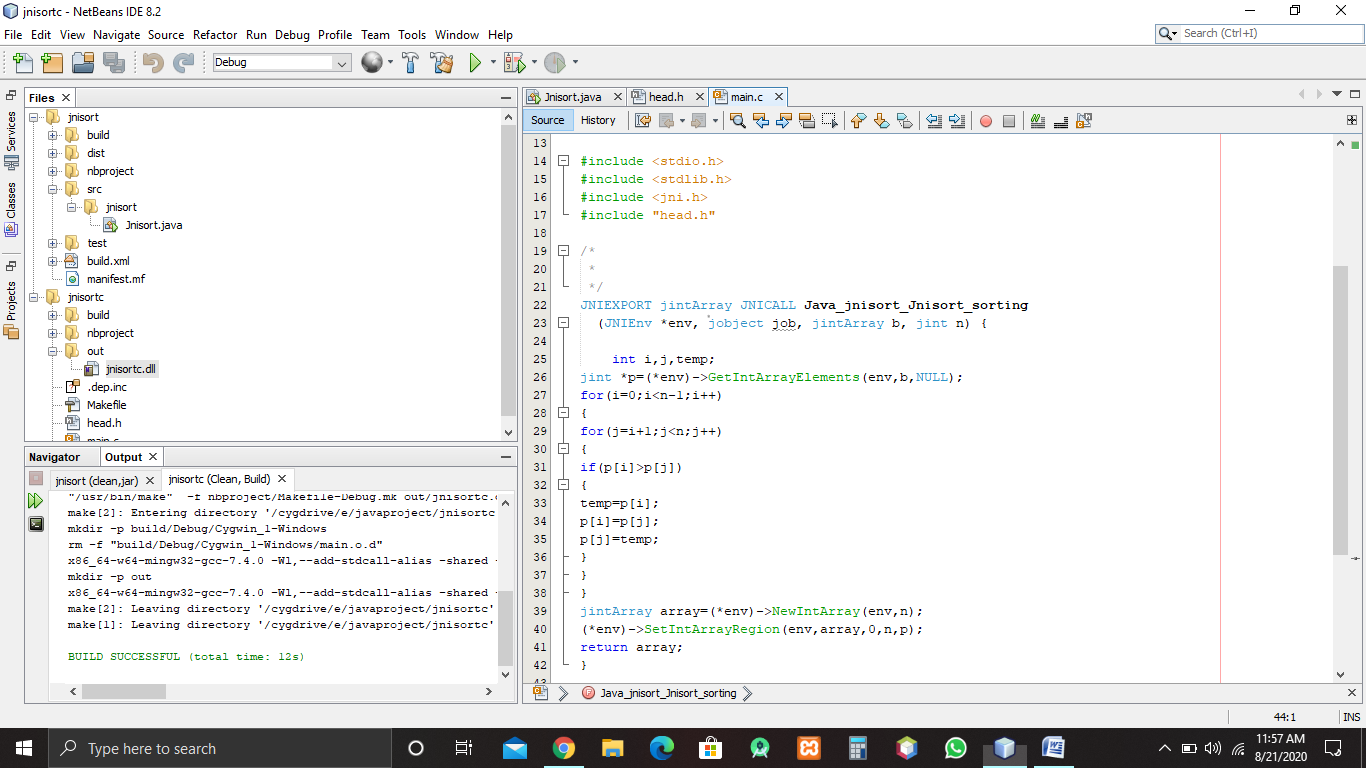 jnisortc - NetBeans IDE 8.2
File Edit View Navigate Source Refactor Run Debug Profile Team Tools Window Help
Search (Ctrl+I)
Debug
Files
Services
Classes
Projects
jnisort
build
dist
nbproject
src
jnisort
Jnisort.java
test
build.xml
manifest.mf
jnisortc
build
nbproject
out
jnisortc.dll
.dep.inc
Makefile
head.h
main.c
Navigator Output
jnisort (clean,jar) jnisortc (Clean, Build)
"/usr/bin/make" -f nbproject/Makefile-Debug.mk out/jnisortc.
make[2]: Entering directory '/cygdrive/e/javaproject/jnisortc
mkdir -p build/Debug/Cygwin_1-Windows
rm -f "build/Debug/Cygwin_1-Windows/main.o.d"
x86_64-w64-mingw32-gcc-7.4.0 -Wl,--add-stdcall-alias -shared -
mkdir -p out
x86_64-w64-mingw32-gcc-7.4.0 -Wl,--add-stdcall-alias -shared -
make[2]: Leaving directory '/cygdrive/e/javaproject/jnisortc'
make[1]: Leaving directory '/cygdrive/e/javaproject/jnisortc'
BUILD SUCCESSFUL (total time: 12s)
Jnisort.java head.h main.c
Source History
13
14 #include <stdio.h>
15 #include <stdlib.h>
16 #include <jni.h>
17 #include "head.h"
18
19 /*
20 *
21 */
22 JNIEXPORT jintArray JNICALL Java_jnisort_Jnisort_sorting
23 (JNIEnv *env, jobject job, jintArray b, jint n) {
24
25 int i,j,temp;
26 jint *p=(*env)->GetIntArrayElements(env,b,NULL);
27 for(i=0;i<n-1;i++)
28 {
29 for(j=i+1;j<n;j++)
30 {
31 if(p[i]>p[j])
32 {
33 temp=p[i];
34 p[i]=p[j];
35 p[j]=temp;
36 }
37 }
38 }
39 jintArray array=(*env)->NewIntArray(env,n);
40 (*env)->SetIntArrayRegion(env,array,0,n,p);
41 return array;
42 }
43
Java_jnisort_Jnisort_sorting
44:1 INS
Type here to search
11:57 AM
8/21/2020